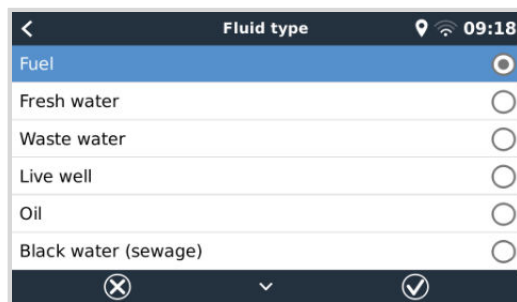 Fluid type 09:18
Fuel
Fresh water
Waste water
Live well
Oil
Black water (sewage)